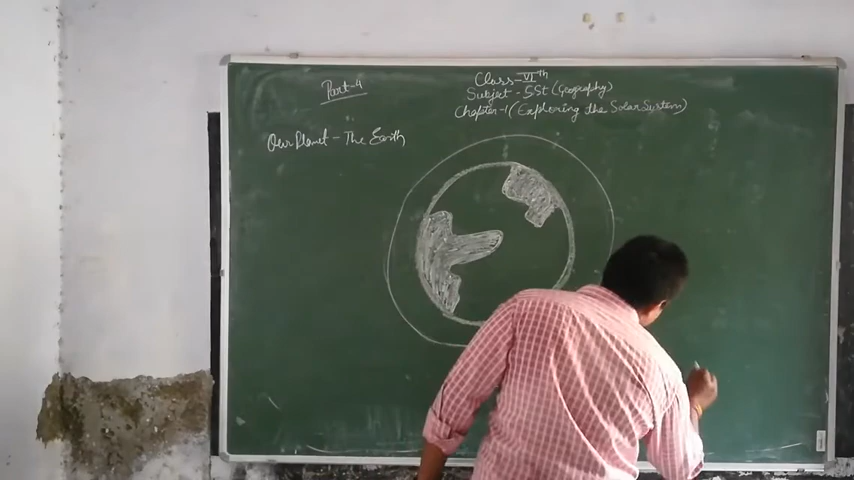 Part-4
Class-VIth
Subject-SSt (Geography)
Chapter-1 (Exploring the Solar System)
Our Planet - The Earth